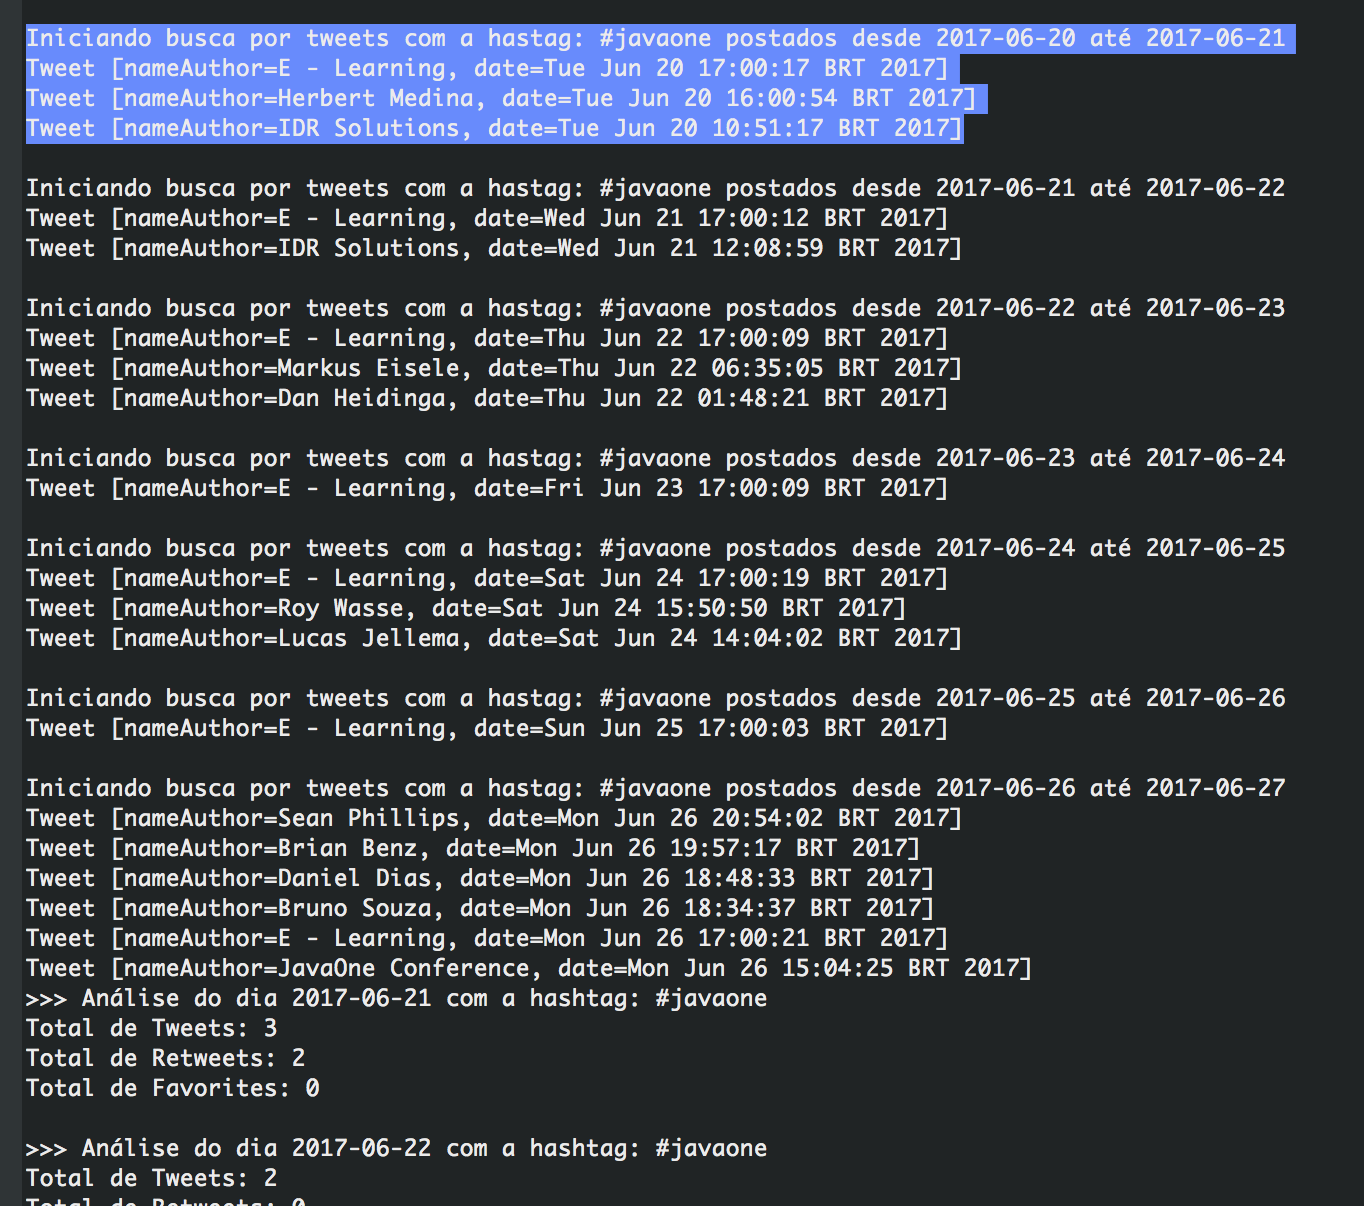 Iniciando busca por tweets com a hastag: #javaone postados desde 2017-06-20 até 2017-06-21
Tweet [nameAuthor=E - Learning, date=Tue Jun 20 17:00:17 BRT 2017]
Tweet [nameAuthor=Herbert Medina, date=Tue Jun 20 16:00:54 BRT 2017]
Tweet [nameAuthor=IDR Solutions, date=Tue Jun 20 10:51:17 BRT 2017]
Iniciando busca por tweets com a hastag: #javaone postados desde 2017-06-21 até 2017-06-22
Tweet [nameAuthor=E - Learning, date=Wed Jun 21 17:00:12 BRT 2017]
Tweet [nameAuthor=IDR Solutions, date=Wed Jun 21 12:08:59 BRT 2017]
Iniciando busca por tweets com a hastag: #javaone postados desde 2017-06-22 até 2017-06-23
Tweet [nameAuthor=E - Learning, date=Thu Jun 22 17:00:09 BRT 2017]
Tweet [nameAuthor=Markus Eisele, date=Thu Jun 22 06:35:05 BRT 2017]
Tweet [nameAuthor=Dan Heidinga, date=Thu Jun 22 01:48:21 BRT 2017]
Iniciando busca por tweets com a hastag: #javaone postados desde 2017-06-23 até 2017-06-24
Tweet [nameAuthor=E - Learning, date=Fri Jun 23 17:00:09 BRT 2017]
Iniciando busca por tweets com a hastag: #javaone postados desde 2017-06-24 até 2017-06-25
Tweet [nameAuthor=E - Learning, date=Sat Jun 24 17:00:19 BRT 2017]
Tweet [nameAuthor=Roy Wasse, date=Sat Jun 24 15:50:50 BRT 2017]
Tweet [nameAuthor=Lucas Jellema, date=Sat Jun 24 14:04:02 BRT 2017]
Iniciando busca por tweets com a hastag: #javaone postados desde 2017-06-25 até 2017-06-26
Tweet [nameAuthor=E - Learning, date=Sun Jun 25 17:00:03 BRT 2017]
Iniciando busca por tweets com a hastag: #javaone postados desde 2017-06-26 até 2017-06-27
Tweet [nameAuthor=Sean Phillips, date=Mon Jun 26 20:54:02 BRT 2017]
Tweet [nameAuthor=Brian Benz, date=Mon Jun 26 19:57:17 BRT 2017]
Tweet [nameAuthor=Daniel Dias, date=Mon Jun 26 18:48:33 BRT 2017]
Tweet [nameAuthor=Bruno Souza, date=Mon Jun 26 18:34:37 BRT 2017]
Tweet [nameAuthor=E - Learning, date=Mon Jun 26 17:00:21 BRT 2017]
Tweet [nameAuthor=JavaOne Conference, date=Mon Jun 26 15:04:25 BRT 2017]
>>> Análise do dia 2017-06-21 com a hashtag: #javaone
Total de Tweets: 3
Total de Retweets: 2
Total de Favorites: 0
>>> Análise do dia 2017-06-22 com a hashtag: #javaone
Total de Tweets: 2
Total de Retweets: 0